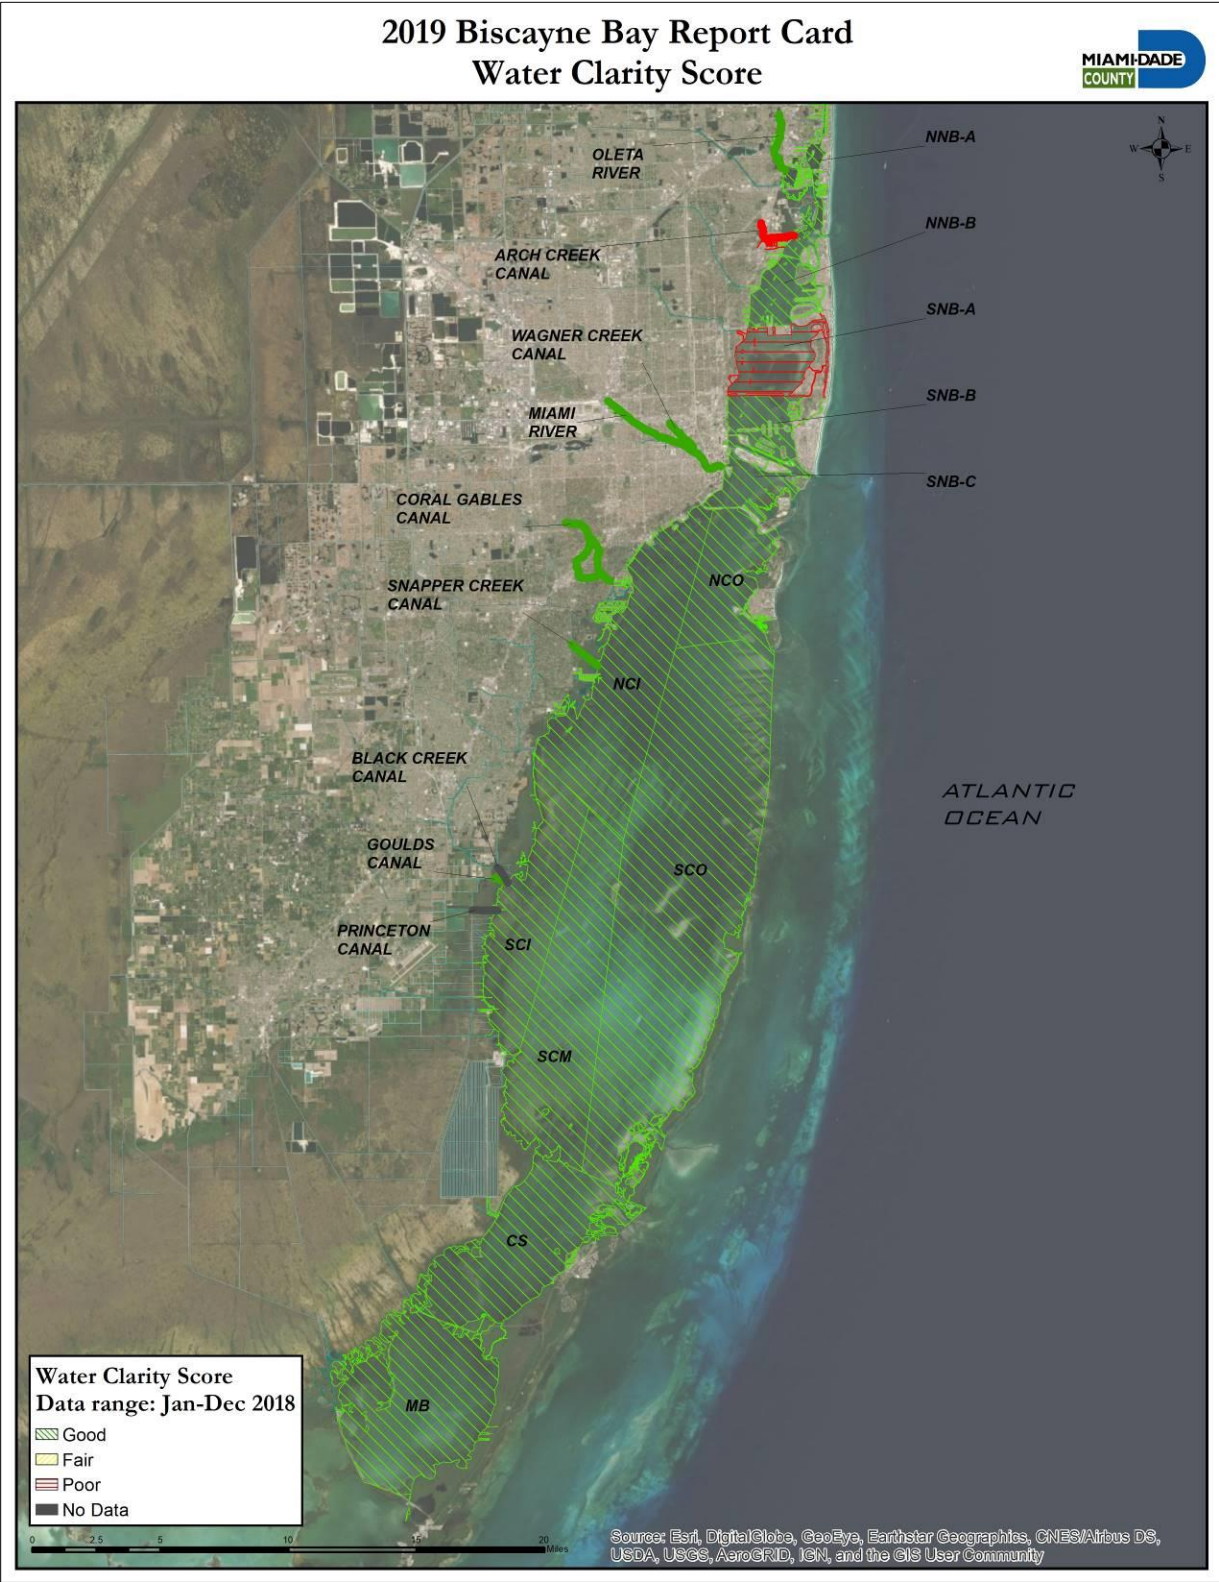 2019 Biscayne Bay Report Card
Water Clarity Score
MIAMI-DADE
COUNTY
N
W
E
S
OLETA
RIVER
NNB-A
NNB-B
ARCH CREEK
CANAL
SNB-A
WAGNER CREEK
CANAL
SNB-B
MIAMI
RIVER
SNB-C
CORAL GABLES
CANAL
NCO
SNAPPER CREEK
CANAL
NCI
BLACK CREEK
CANAL
ATLANTIC
OCEAN
GOULDS
CANAL
SCO
PRINCETON
CANAL
SCI
SCM
CS
MB
Water Clarity Score
Data range: Jan-Dec 2018
Good
Fair
Poor
No Data
0 2.5 5 10 15 20
Miles
Source: Esri, DigitalGlobe, GeoEye, Earthstar Geographics, CNES/Airbus DS,
USDA, USGS, AeroGRID, IGN, and the GIS User Community